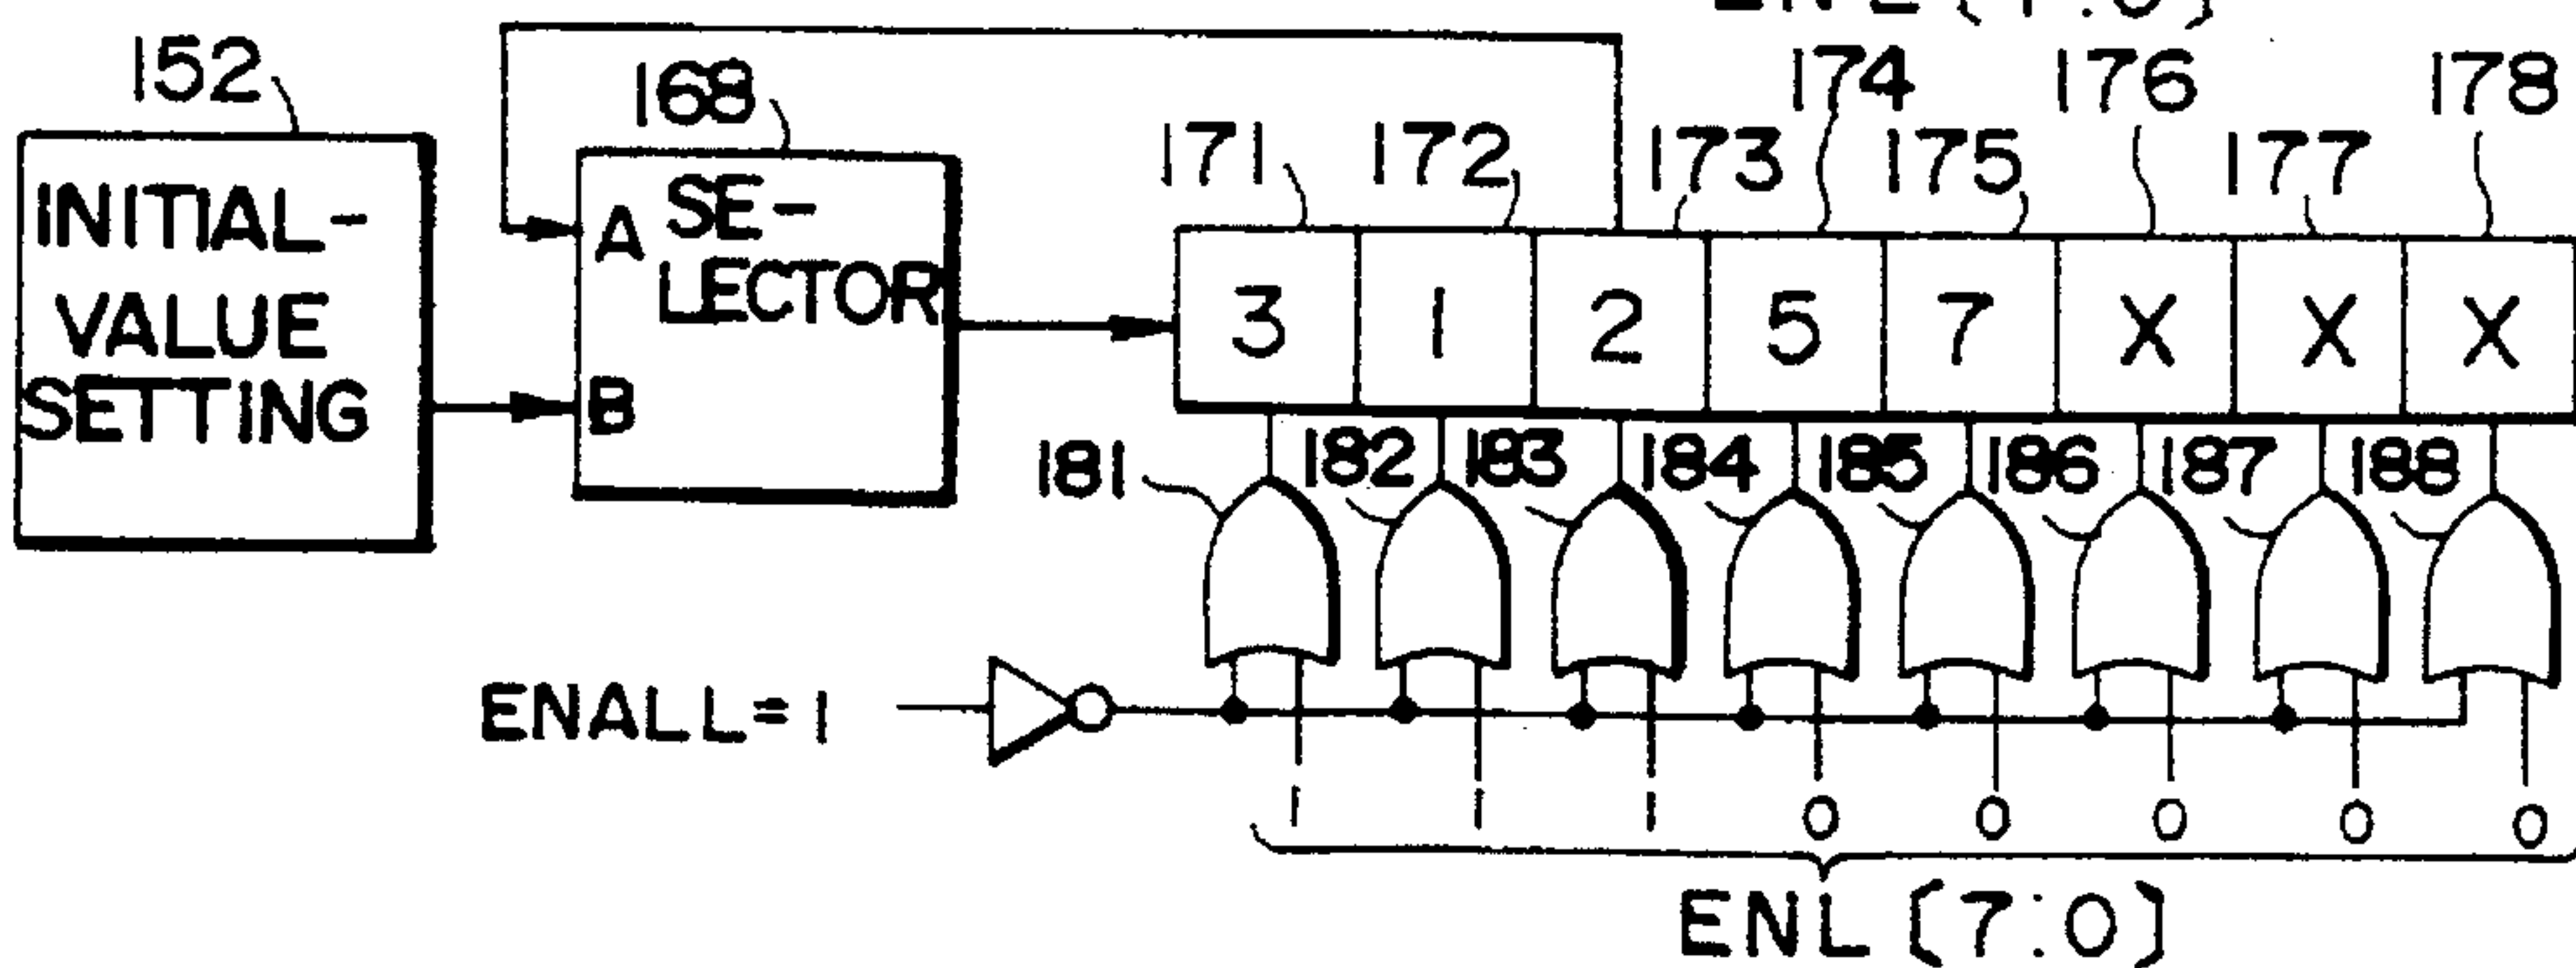 152
168
174
176
178
171
172
173
175
177
INITIAL-
VALUE
SETTING
A
SE-
LECTOR
B
3 1 2 5 7 X X X
181 182 183 184 185 186 187 188
ENALL=1
1 1 1 0 0 0 0 0
ENL [7:0]